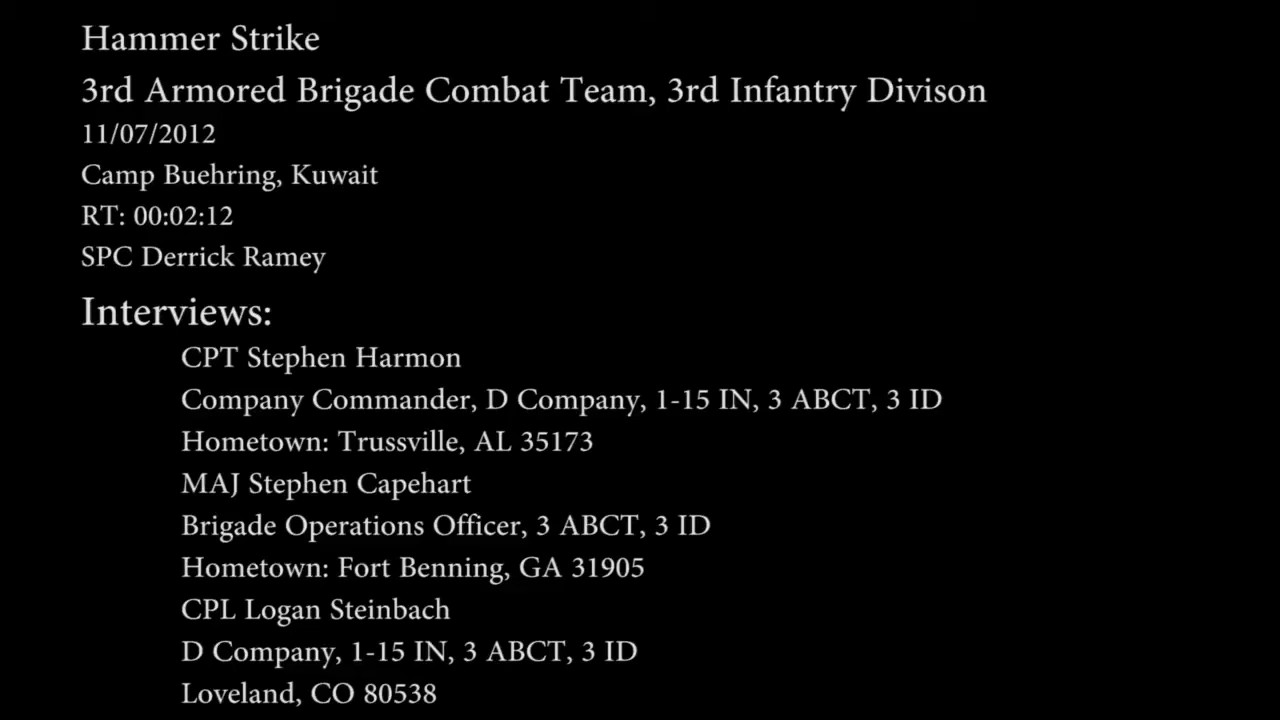 Hammer Strike
3rd Armored Brigade Combat Team, 3rd Infantry Divison
11/07/2012
Camp Buehring, Kuwait
RT: 00:02:12
SPC Derrick Ramey
Interviews:
CPT Stephen Harmon
Company Commander, D Company, 1-15 IN, 3 ABCT, 3 ID
Hometown: Trussville, AL 35173
MAJ Stephen Capehart
Brigade Operations Officer, 3 ABCT, 3 ID
Hometown: Fort Benning, GA 31905
CPL Logan Steinbach
D Company, 1-15 IN, 3 ABCT, 3 ID
Loveland, CO 80538